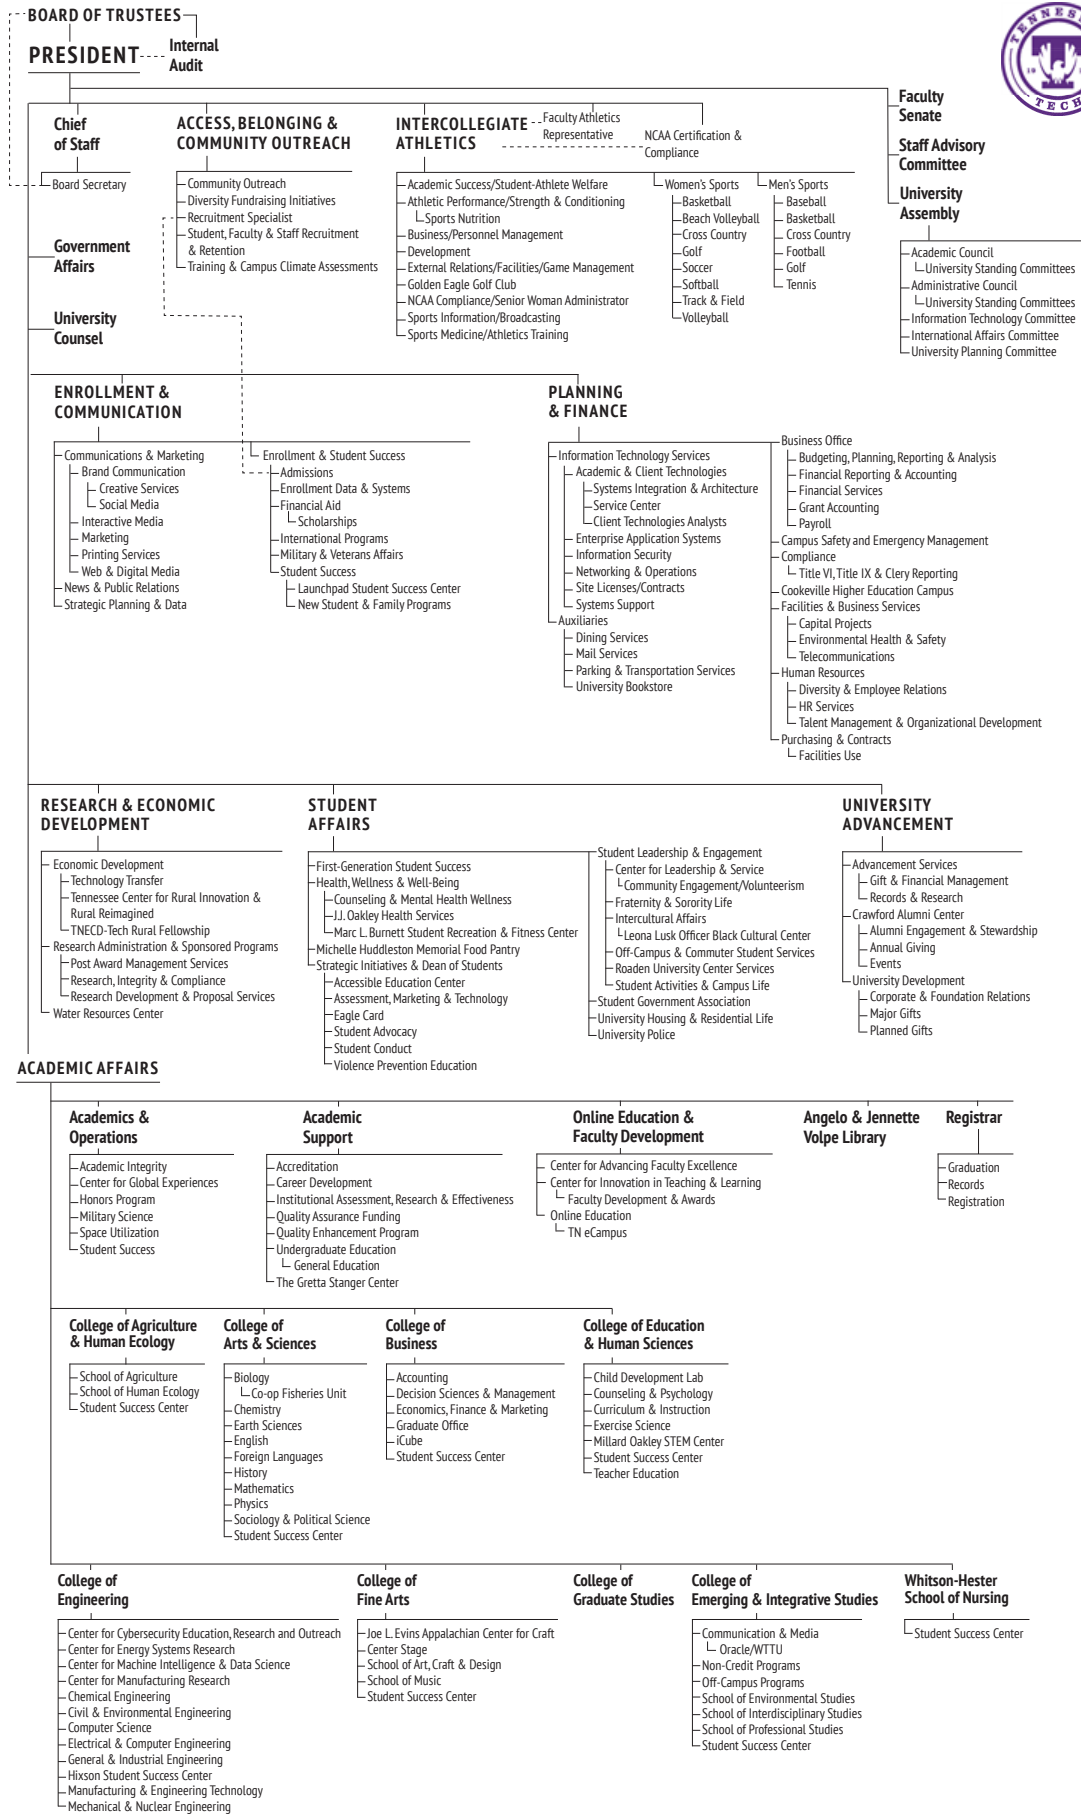 BOARD OF TRUSTEES
PRESIDENT
Internal
Audit
TENNES
TECH
Faculty
Senate
Staff Advisory
Committee
University
Assembly
Academic Council
University Standing Committees
Administrative Council
University Standing Committees
Information Technology Committee
International Affairs Committee
University Planning Committee
Chief
of Staff
Board Secretary
Government
Affairs
University
Counsel
ACCESS, BELONGING &
COMMUNITY OUTREACH
Community Outreach
Diversity Fundraising Initiatives
Recruitment Specialist
Student, Faculty & Staff Recruitment
& Retention
Training & Campus Climate Assessments
INTERCOLLEGIATE
ATHLETICS
Faculty Athletics
Representative
NCAA Certification &
Compliance
Academic Success/Student-Athlete Welfare
Athletic Performance/Strength & Conditioning
Sports Nutrition
Business/Personnel Management
Development
External Relations/Facilities/Game Management
Golden Eagle Golf Club
NCAA Compliance/Senior Woman Administrator
Sports Information/Broadcasting
Sports Medicine/Athletics Training
Women's Sports
Basketball
Beach Volleyball
Cross Country
Golf
Soccer
Softball
Track & Field
Volleyball
Men's Sports
Baseball
Basketball
Cross Country
Football
Golf
Tennis
ENROLLMENT &
COMMUNICATION
Communications & Marketing
Brand Communication
Creative Services
Social Media
Interactive Media
Marketing
Printing Services
Web & Digital Media
News & Public Relations
Strategic Planning & Data
Enrollment & Student Success
Admissions
Enrollment Data & Systems
Financial Aid
Scholarships
International Programs
Military & Veterans Affairs
Student Success
Launchpad Student Success Center
New Student & Family Programs
PLANNING
& FINANCE
Information Technology Services
Academic & Client Technologies
Systems Integration & Architecture
Service Center
Client Technologies Analysts
Enterprise Application Systems
Information Security
Networking & Operations
Site Licenses/Contracts
Systems Support
Auxiliaries
Dining Services
Mail Services
Parking & Transportation Services
University Bookstore
Business Office
Budgeting, Planning, Reporting & Analysis
Financial Reporting & Accounting
Financial Services
Grant Accounting
Payroll
Campus Safety and Emergency Management
Compliance
Title VI, Title IX & Clery Reporting
Cookeville Higher Education Campus
Facilities & Business Services
Capital Projects
Environmental Health & Safety
Telecommunications
Human Resources
Diversity & Employee Relations
HR Services
Talent Management & Organizational Development
Purchasing & Contracts
Facilities Use
RESEARCH & ECONOMIC
DEVELOPMENT
Economic Development
Technology Transfer
Tennessee Center for Rural Innovation &
Rural Reimagined
TNECD-Tech Rural Fellowship
Research Administration & Sponsored Programs
Post Award Management Services
Research, Integrity & Compliance
Research Development & Proposal Services
Water Resources Center
STUDENT
AFFAIRS
First-Generation Student Success
Health, Wellness & Well-Being
Counseling & Mental Health Wellness
J.J. Oakley Health Services
Marc L. Burnett Student Recreation & Fitness Center
Michelle Huddleston Memorial Food Pantry
Strategic Initiatives & Dean of Students
Accessible Education Center
Assessment, Marketing & Technology
Eagle Card
Student Advocacy
Student Conduct
Violence Prevention Education
Student Leadership & Engagement
Center for Leadership & Service
Community Engagement/Volunteerism
Fraternity & Sorority Life
Intercultural Affairs
Leona Lusk Officer Black Cultural Center
Off-Campus & Commuter Student Services
Roaden University Center Services
Student Activities & Campus Life
Student Government Association
University Housing & Residential Life
University Police
UNIVERSITY
ADVANCEMENT
Advancement Services
Gift & Financial Management
Records & Research
Crawford Alumni Center
Alumni Engagement & Stewardship
Annual Giving
Events
University Development
Corporate & Foundation Relations
Major Gifts
Planned Gifts
ACADEMIC AFFAIRS
Academics &
Operations
Academic Integrity
Center for Global Experiences
Honors Program
Military Science
Space Utilization
Student Success
Academic
Support
Accreditation
Career Development
Institutional Assessment, Research & Effectiveness
Quality Assurance Funding
Quality Enhancement Program
Undergraduate Education
General Education
The Gretta Stanger Center
Online Education &
Faculty Development
Center for Advancing Faculty Excellence
Center for Innovation in Teaching & Learning
Faculty Development & Awards
Online Education
TN eCampus
Angelo & Jennette
Volpe Library
Registrar
Graduation
Records
Registration
College of Agriculture
& Human Ecology
School of Agriculture
School of Human Ecology
Student Success Center
College of
Arts & Sciences
Biology
Co-op Fisheries Unit
Chemistry
Earth Sciences
English
Foreign Languages
History
Mathematics
Physics
Sociology & Political Science
Student Success Center
College of
Business
Accounting
Decision Sciences & Management
Economics, Finance & Marketing
Graduate Office
iCube
Student Success Center
College of Education
& Human Sciences
Child Development Lab
Counseling & Psychology
Curriculum & Instruction
Exercise Science
Millard Oakley STEM Center
Student Success Center
Teacher Education
College of
Engineering
Center for Cybersecurity Education, Research and Outreach
Center for Energy Systems Research
Center for Machine Intelligence & Data Science
Center for Manufacturing Research
Chemical Engineering
Civil & Environmental Engineering
Computer Science
Electrical & Computer Engineering
General & Industrial Engineering
Hixson Student Success Center
Manufacturing & Engineering Technology
Mechanical & Nuclear Engineering
College of
Fine Arts
Joe L. Evins Appalachian Center for Craft
Center Stage
School of Art, Craft & Design
School of Music
Student Success Center
College of
Graduate Studies
College of
Emerging & Integrative Studies
Communication & Media
Oracle/WTTU
Non-Credit Programs
Off-Campus Programs
School of Environmental Studies
School of Interdisciplinary Studies
School of Professional Studies
Student Success Center
Whitson-Hester
School of Nursing
Student Success Center